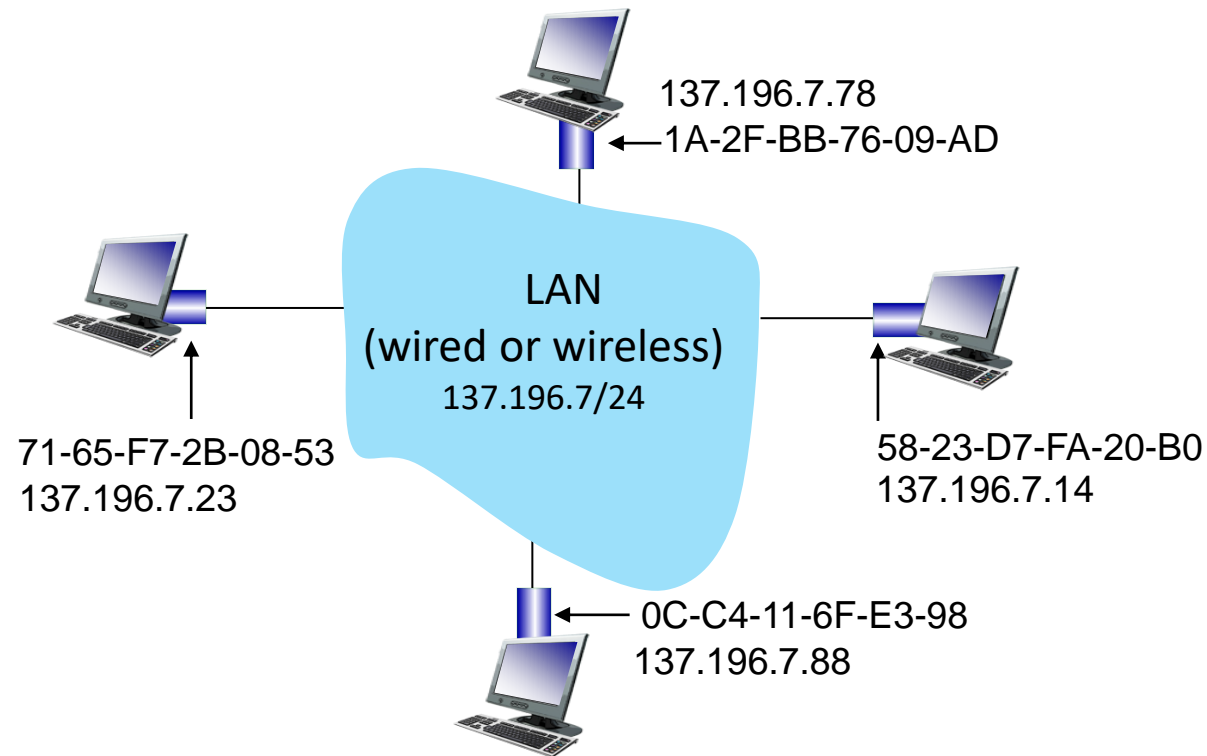 137.196.7.78
1A-2F-BB-76-09-AD
LAN
(wired or wireless)
137.196.7/24
71-65-F7-2B-08-53
137.196.7.23
58-23-D7-FA-20-B0
137.196.7.14
0C-C4-11-6F-E3-98
137.196.7.88